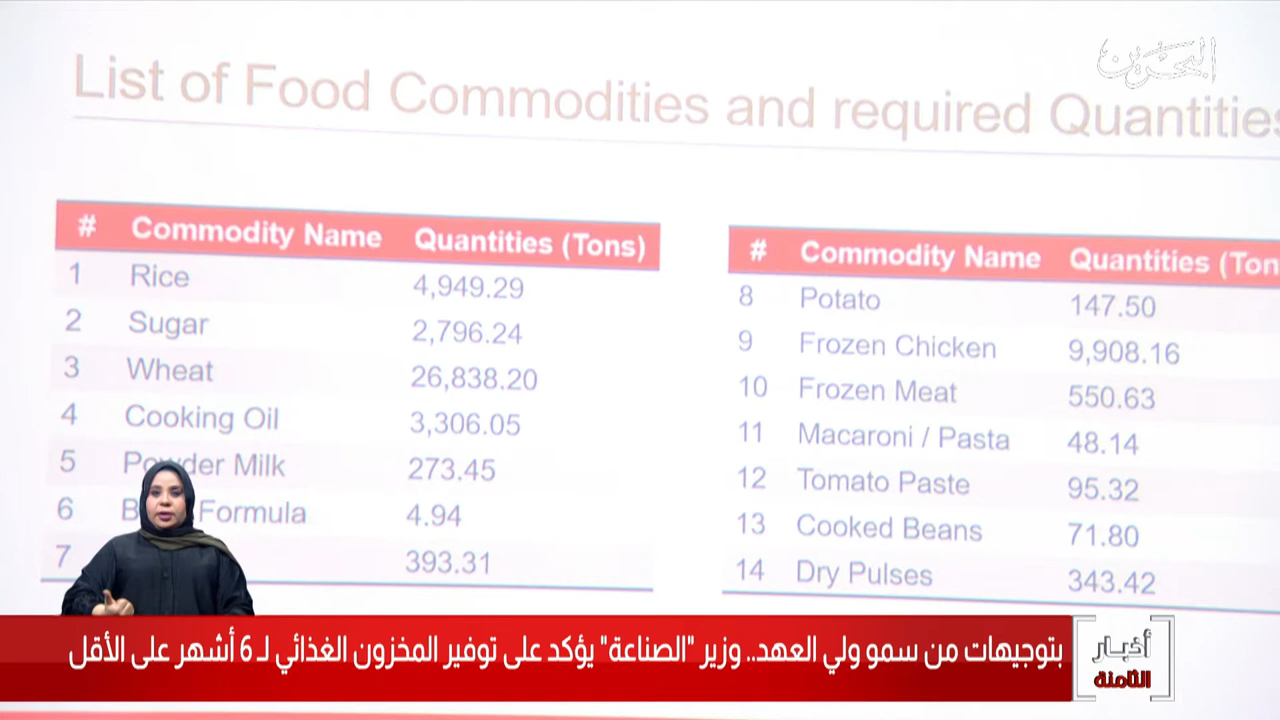 البحرين
List of Food Commodities and required Quantities
# Commodity Name Quantities (Tons)
1 Rice 4,949.29
2 Sugar 2,796.24
3 Wheat 26,838.20
4 Cooking Oil 3,306.05
5 Powder Milk 273.45
6 Formula 4.94
7 393.31
# Commodity Name Quantities (Ton
8 Potato 147.50
9 Frozen Chicken 9,908.16
10 Frozen Meat 550.63
11 Macaroni / Pasta 48.14
12 Tomato Paste 95.32
13 Cooked Beans 71.80
14 Dry Pulses 343.42
بتوجيهات من سمو ولي العهد.. وزير "الصناعة" يؤكد على توفير المخزون الغذائي لـ 6 أشهر على الأقل
أخبار
الثامنة